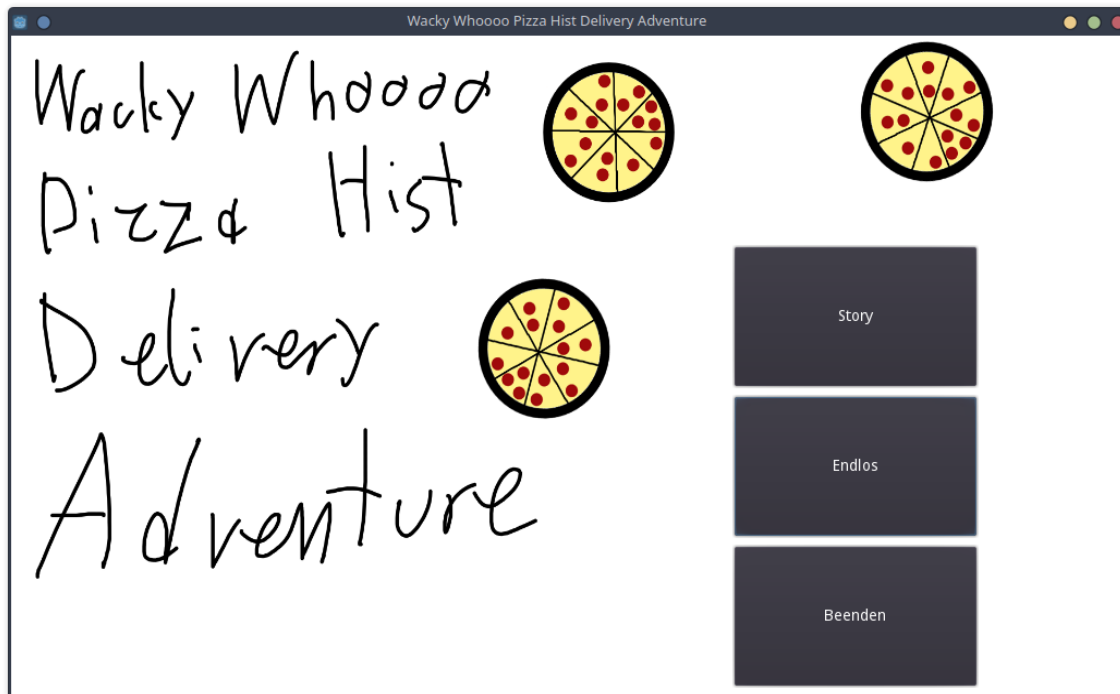 Wacky Whoooo Pizza Hist Delivery Adventure
Wacky Whoooo
Pizza Hist
Delivery
Adventure
Story
Endlos
Beenden